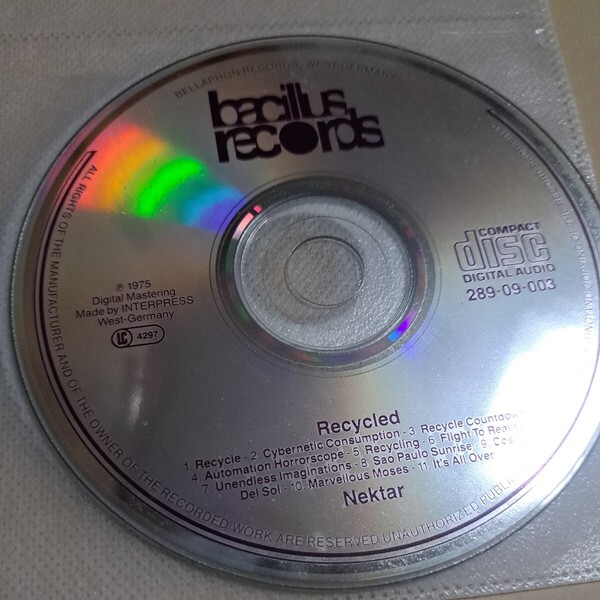 BELLAPHON RECORDS, WEST-GERMANY
bacillus
records
COMPACT
disc
DIGITAL AUDIO
289-09-003
℗ 1975
Digital Mastering
Made by INTERPRESS
West-Germany
LC 4297
Recycled
1. Recycle - 2 Cybernetic Consumption - 3 Recycle Countdown
4. Automation Horrorscope - 5. Recycling - 6. Flight To
7 Unendless Imaginations - 8 Sao Paulo Sunrise - 9.
Del Sol - 10. Marvellous Moses - 11 It's All Over
Nektar
ALL RIGHTS OF THE MANUFACTURER AND OF THE OWNER OF THE RECORDED WORK ARE RESERVED UNAUTHORIZED